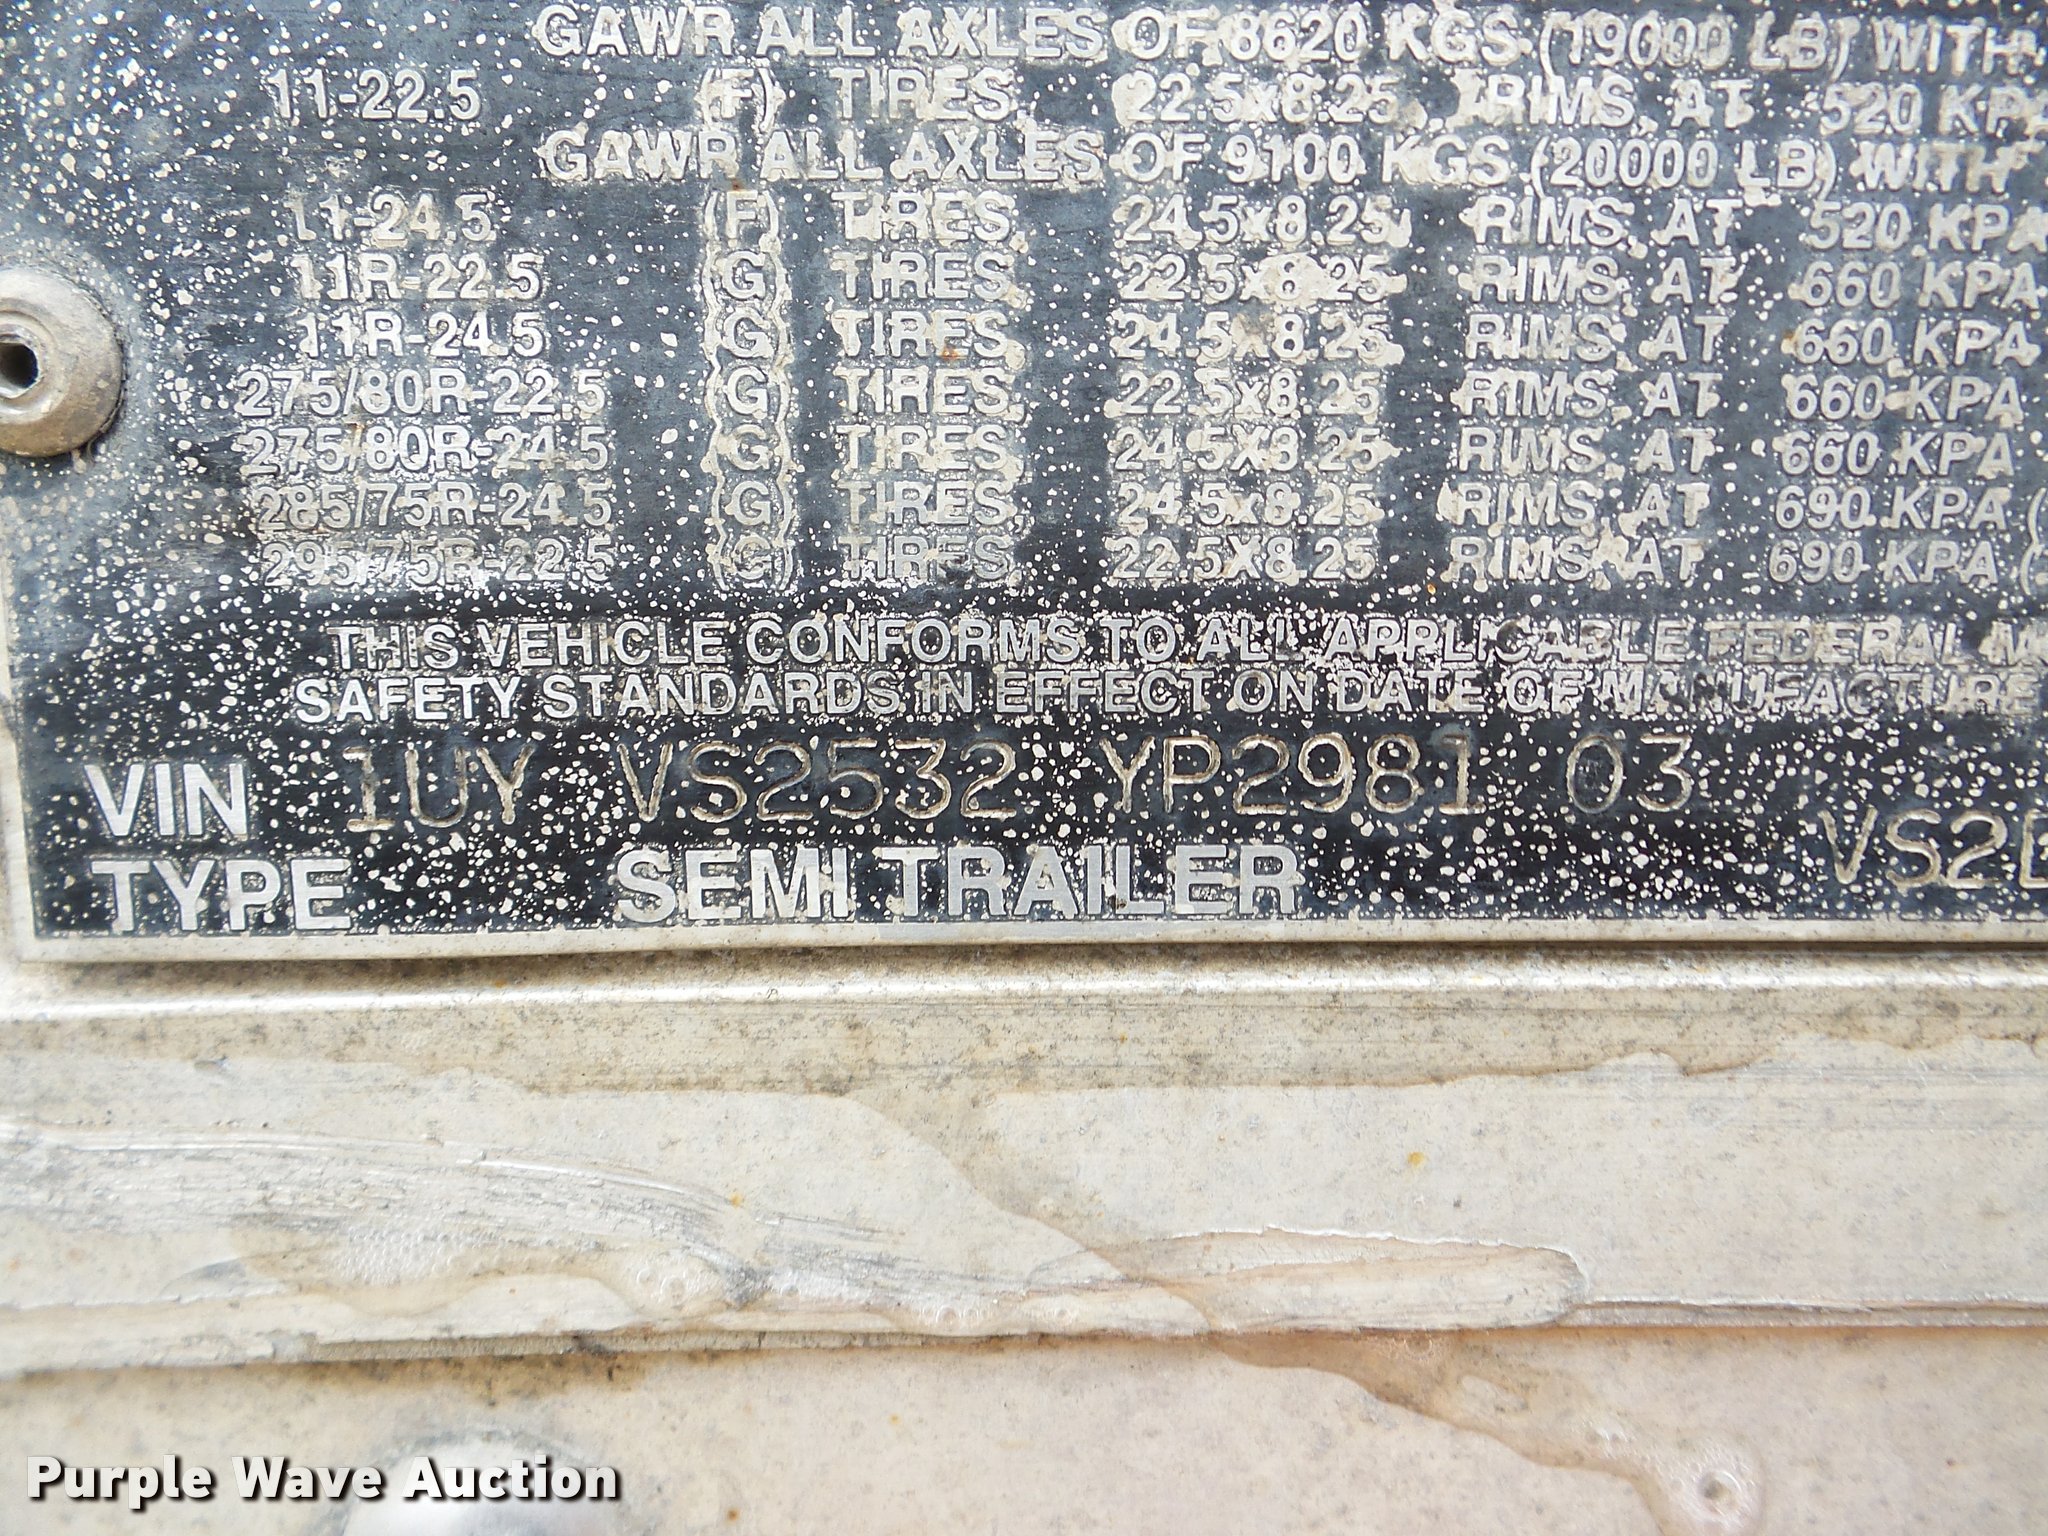 GAWR ALL AXLES OF 8620 KGS (19000 LB) WITH
11-22.5 (F) TIRES 22.5x8.25 RIMS AT 520 KPA
GAWR ALL AXLES OF 9100 KGS (20000 LB) WITH
11-24.5 (F) TIRES, 24.5x8.25 RIMS AT 520 KPA
11R-22.5 (G) TIRES, 22.5x8.25 RIMS AT 660 KPA
11R-24.5 (G) TIRES, 24.5x8.25 RIMS AT 660 KPA
275/80R-22.5 (G) TIRES, 22.5x8.25 RIMS AT 660 KPA
275/80R-24.5 (G) TIRES, 24.5X8.25 RIMS AT 660 KPA
285/75R-24.5 (G) TIRES, 24.5x8.25 RIMS AT 690 KPA (
295/75R-22.5 (G) TIRES, 22.5X8.25 RIMS AT 690 KPA (
THIS VEHICLE CONFORMS TO ALL APPLICABLE FEDERAL
SAFETY STANDARDS IN EFFECT ON DATE OF MANUFACTURE
VIN 1UY VS2532 YP2981 03
TYPE SEMI TRAILER VS2
Purple Wave Auction